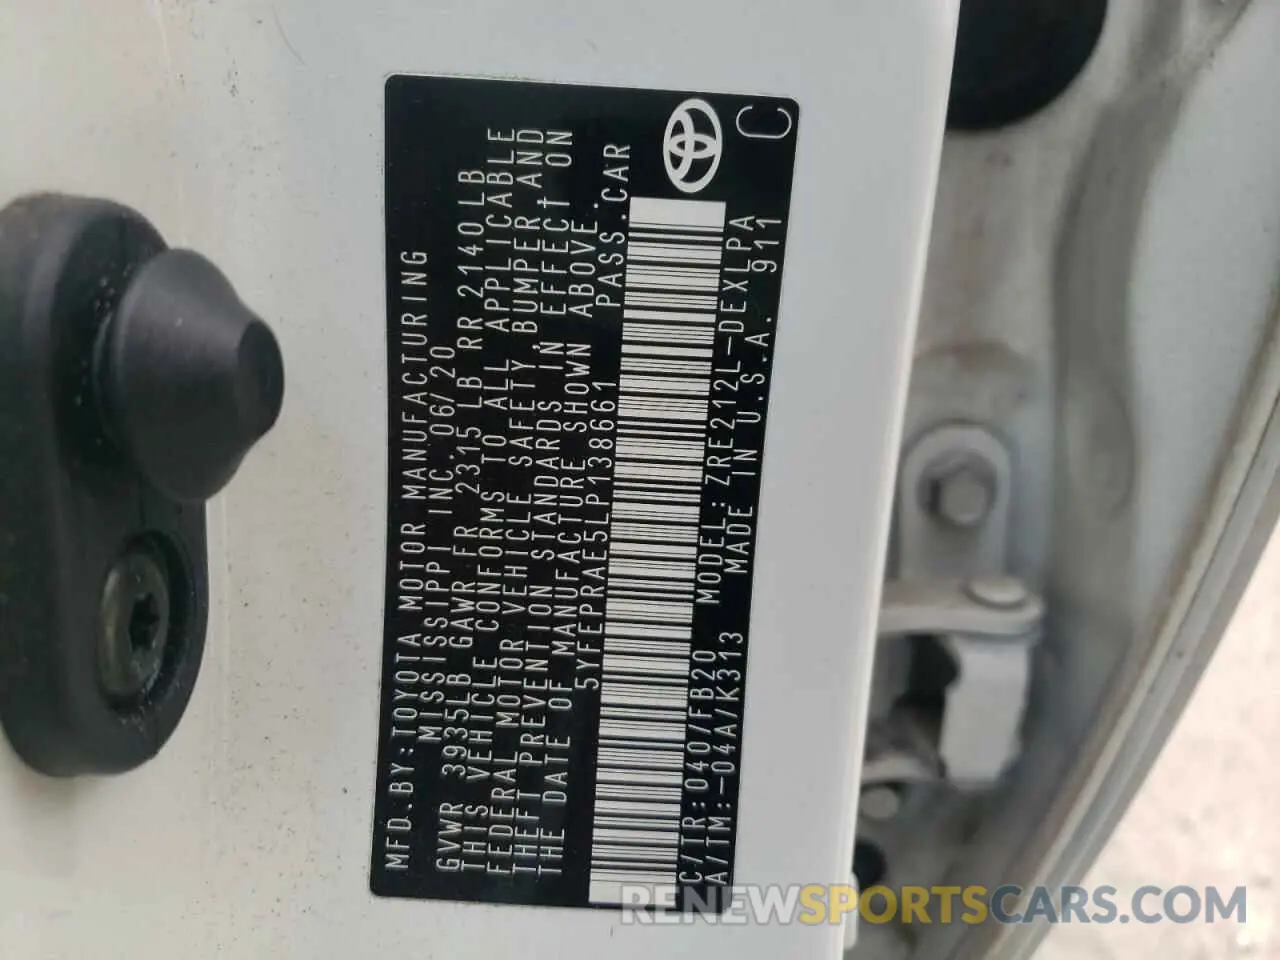 MFD.BY:TOYOTA MOTOR MANUFACTURING
MISSISSIPPI INC 06/20
GVWR 3935LB GAWR FR 2315 LB RR 2140LB
THIS VEHICLE CONFORMS TO ALL APPLICABLE
FEDERAL MOTOR VEHICLE SAFETY,BUMPER,AND
THEFT PREVENTION STANDARDS IN EFFECT ON
THE DATE OF MANUFACTURE SHOWN ABOVE.
5YFEPRAE5LP138661 PASS.CAR
C/TR:040/FB20 MODEL:ZRE212L-DEXLPA
A/TM:-04A/K313 MADE IN U.S.A. 911
C
RENEWSPORTSCARS.COM